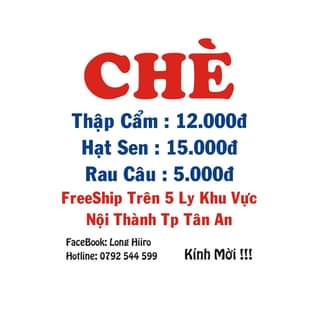 CHÈ
Thập Cẩm : 12.000đ
Hạt Sen : 15.000đ
Rau Câu : 5.000đ
FreeShip Trên 5 Ly Khu Vực
Nội Thành Tp Tân An
FaceBook: Long Hiiro
Hotline: 0792 544 599
Kính Mời !!!